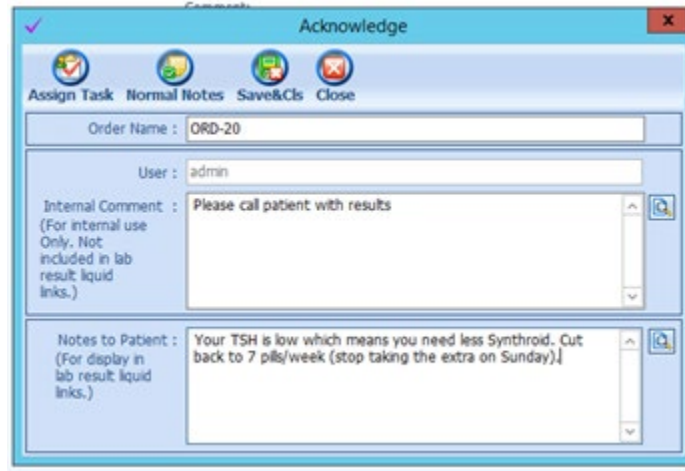 Comment:
Acknowledge
x
Assign Task Normal Notes Save&Cls Close
Order Name : ORD-20
User : admin
Internal Comment : Please call patient with results
(For internal use
Only. Not
included in lab
result liquid
links.)
Notes to Patient : Your TSH is low which means you need less Synthroid. Cut
(For display in back to 7 pills/week (stop taking the extra on Sunday).
lab result liquid
links.)